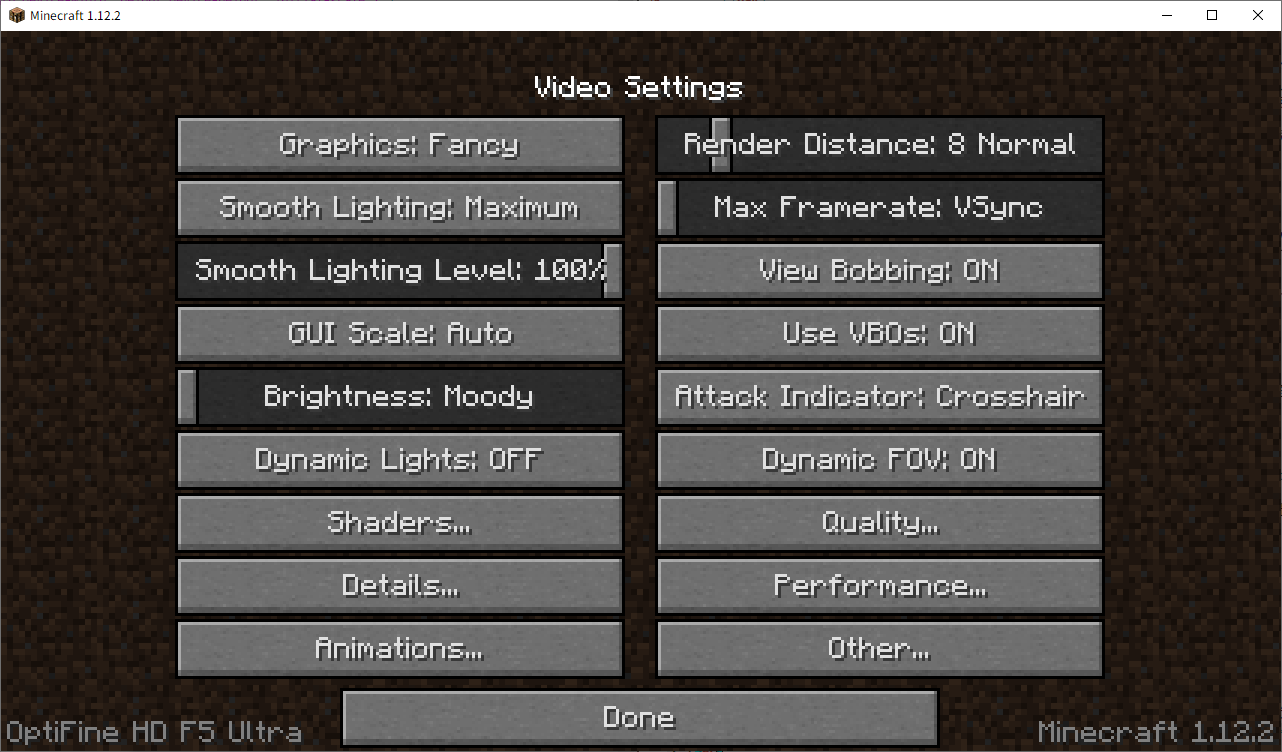 Minecraft 1.12.2
Video Settings
Graphics: Fancy
Render Distance: 8 Normal
Smooth Lighting: Maximum
Max Framerate: VSync
Smooth Lighting Level: 100%
View Bobbing: ON
GUI Scale: Auto
Use VBOs: ON
Brightness: Moody
Attack Indicator: Crosshair
Dynamic Lights: OFF
Dynamic FOV: ON
Shaders...
Quality...
Details...
Performance...
Animations...
Other...
Done
OptiFine HD F5 Ultra
Minecraft 1.12.2